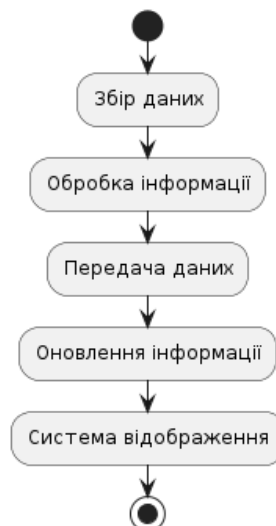 Збір даних
Обробка інформації
Передача даних
Оновлення інформації
Система відображення